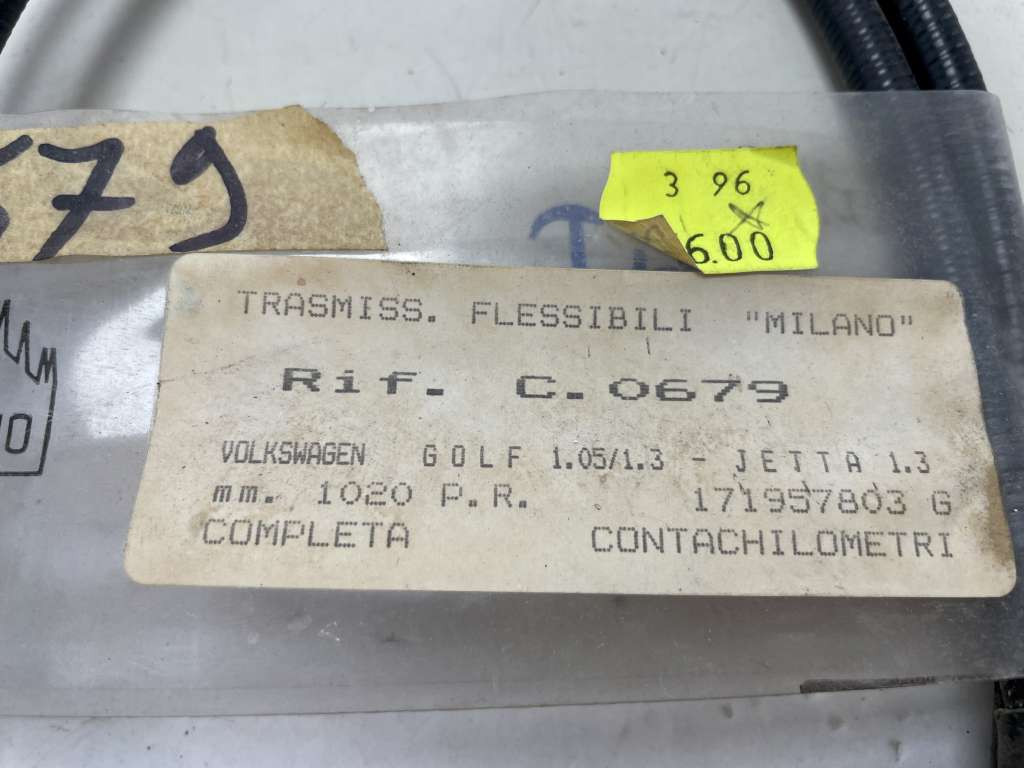 679
3 96
6.00
TRASMISS. FLESSIBILI "MILANO"
Rif. C.0679
VOLKSWAGEN GOLF 1.05/1.3 - JETTA 1.3
mm. 1020 P.R. 171957803 G
COMPLETA CONTACHILOMETRI